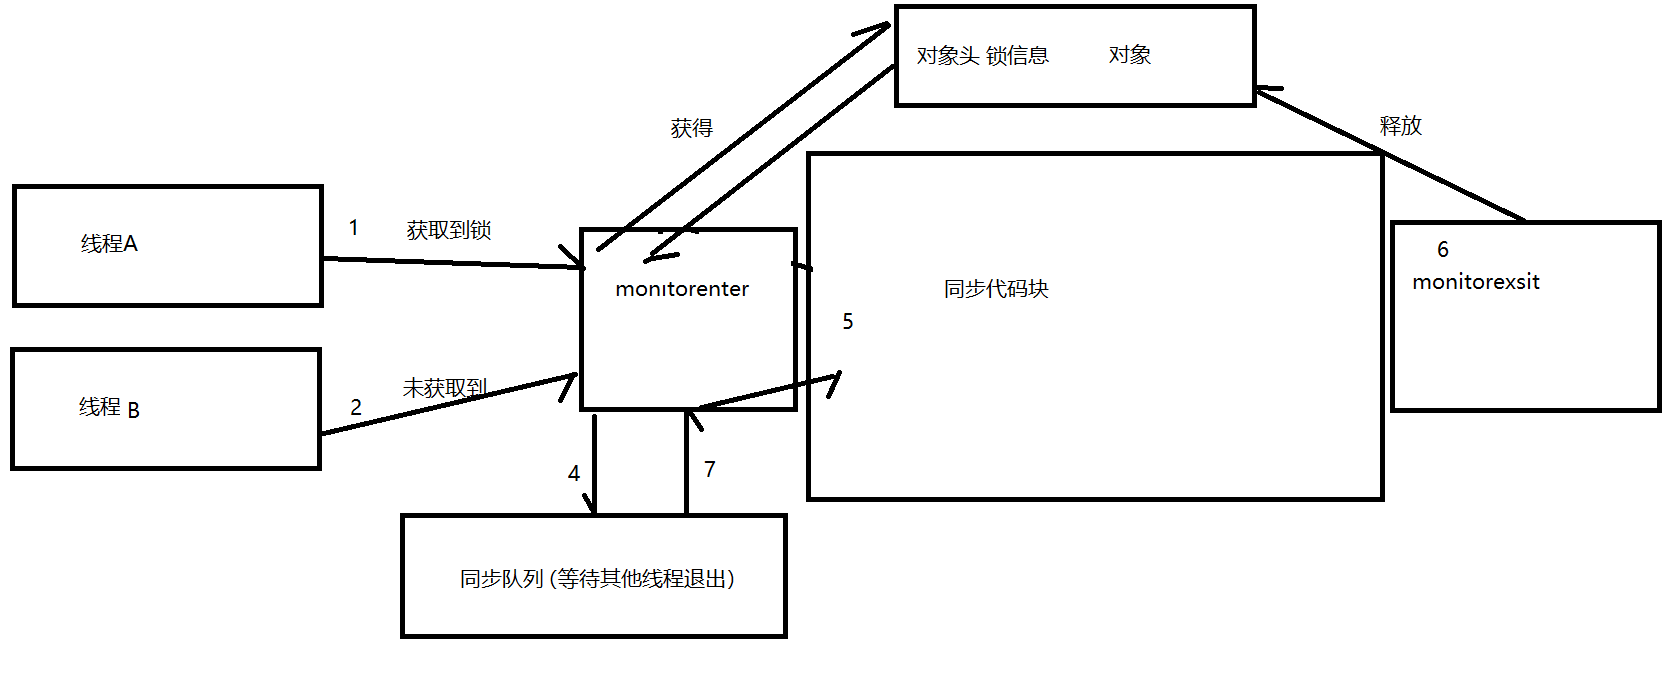 对象头 锁信息 对象
获得
释放
线程A
1 获取到锁
monitorenter
同步代码块
6
monitorexsit
5
线程 B
2 未获取到
4
7
同步队列 (等待其他线程退出)